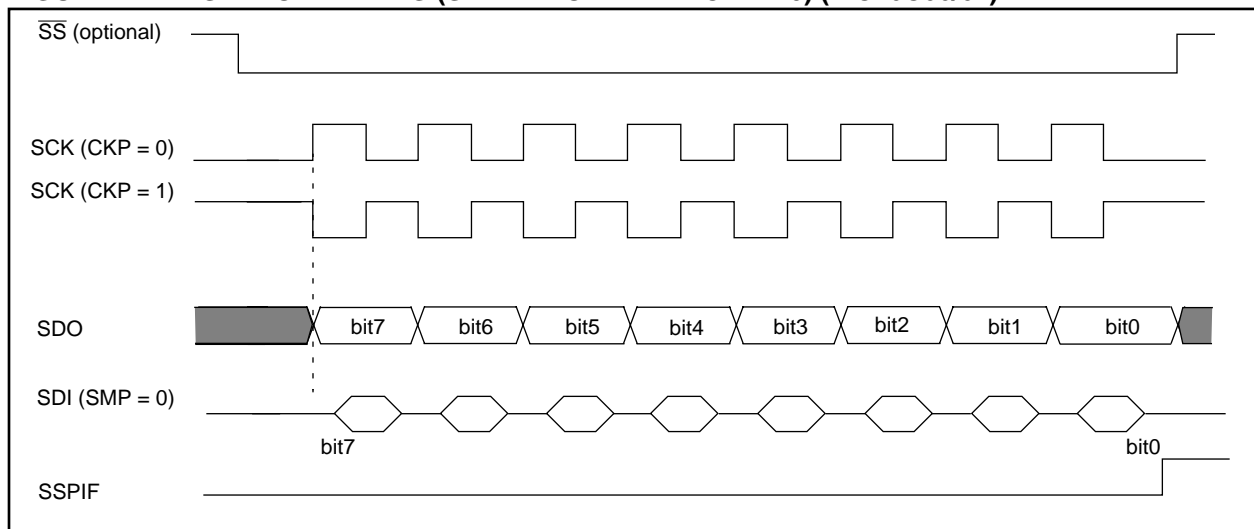 SS (optional)
SCK (CKP = 0)
SCK (CKP = 1)
SDO
bit7
bit6
bit5
bit4
bit3
bit2
bit1
bit0
SDI (SMP = 0)
bit7
bit0
SSPIF